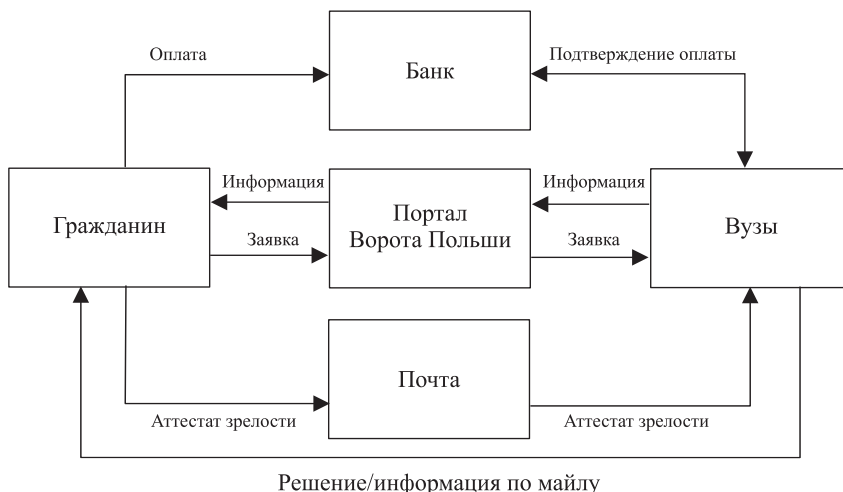 Оплата
Банк
Подтверждение оплаты
Гражданин
Информация
Заявка
Портал
Ворота Польши
Информация
Заявка
Вузы
Аттестат зрелости
Почта
Аттестат зрелости
Решение/информация по майлу